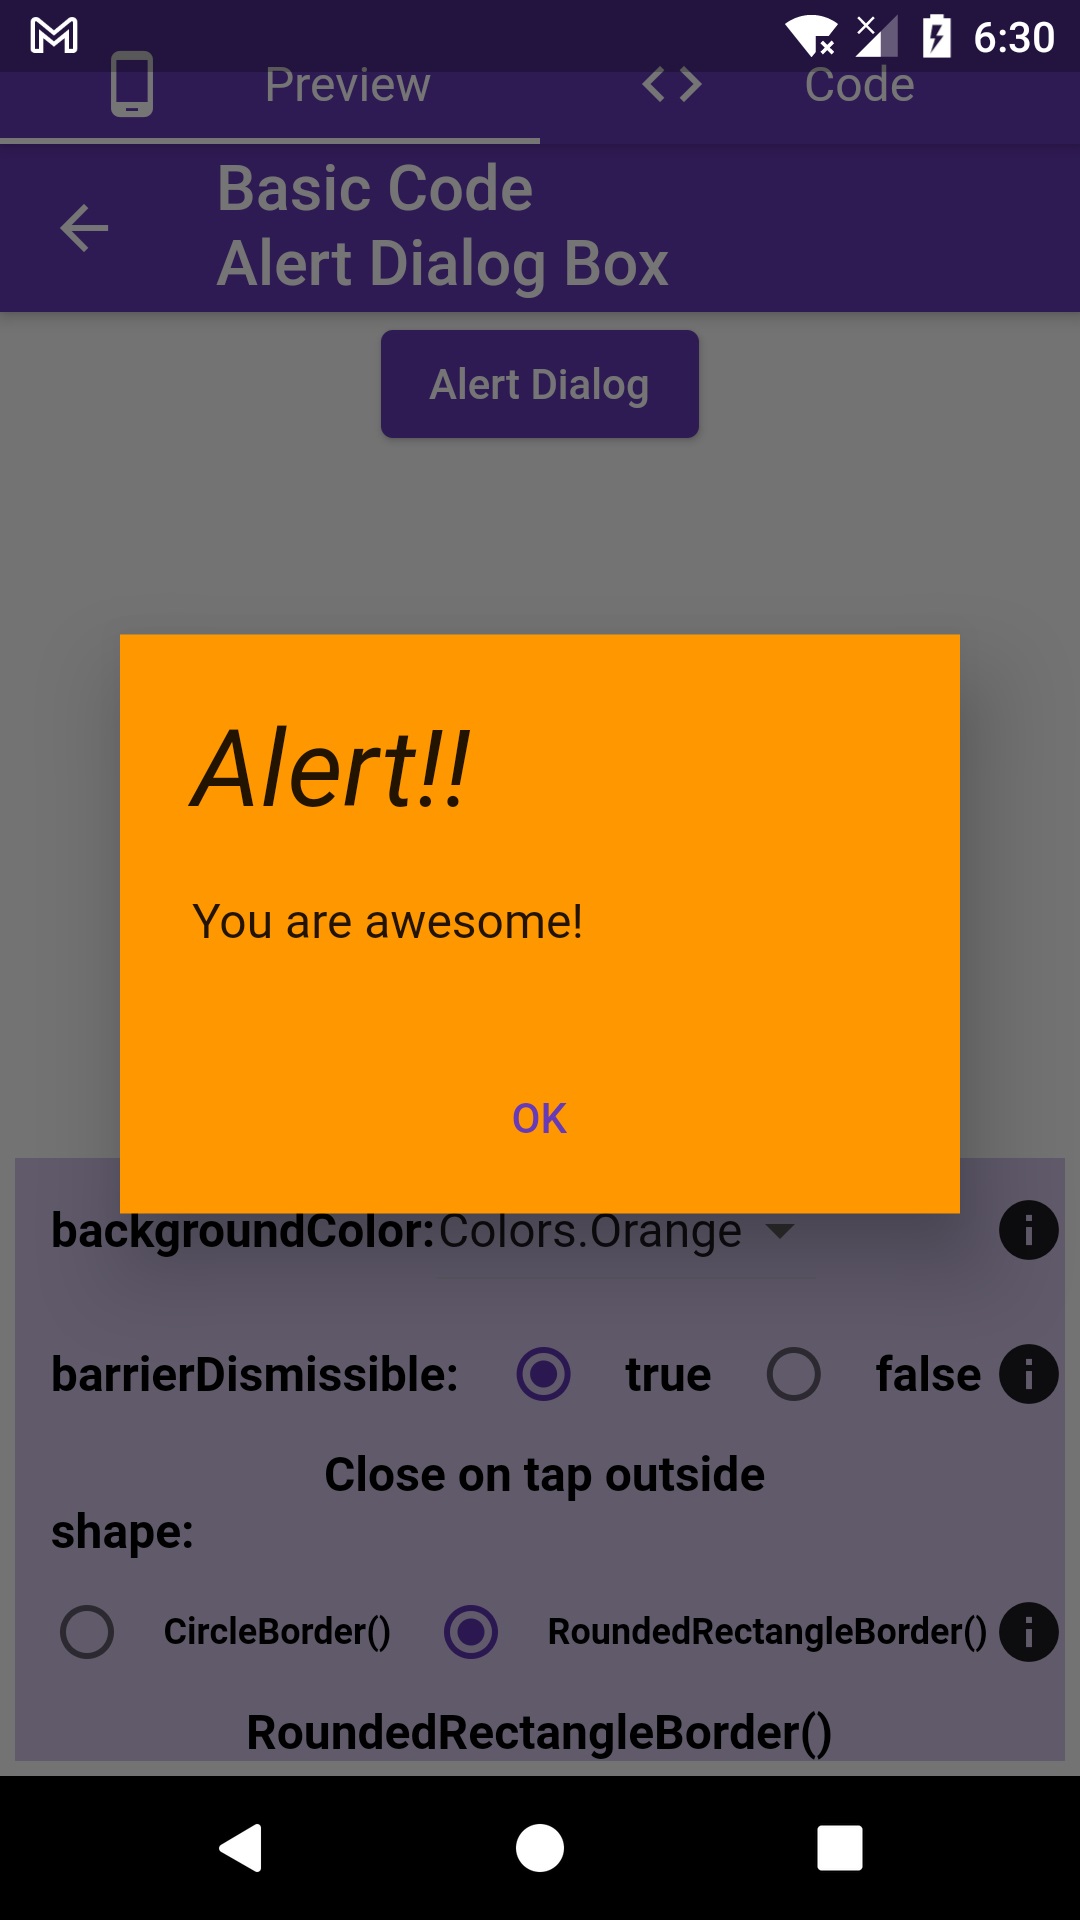 6:30
Preview
Code
Basic Code
Alert Dialog Box
Alert Dialog
Alert!!
You are awesome!
OK
backgroundColor: Colors.Orange
barrierDismissible: true false
Close on tap outside
shape:
CircleBorder() RoundedRectangleBorder()
RoundedRectangleBorder()